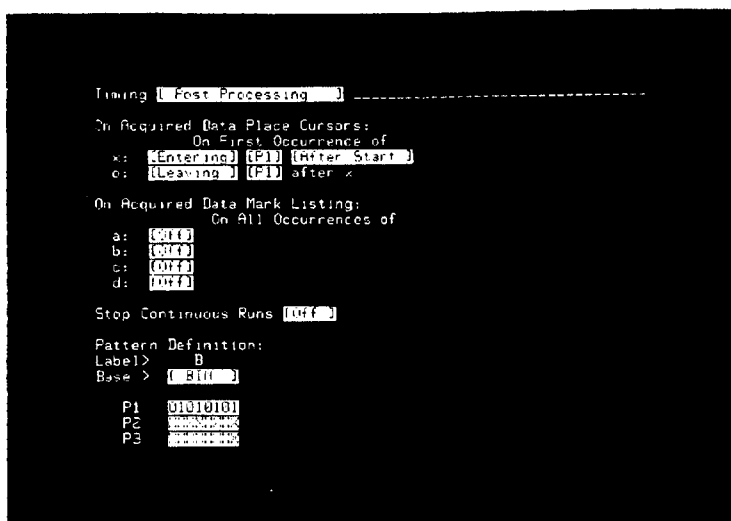 Timing [ Post Processing ]
On Acquired Data Place Cursors:
On First Occurrence of
x: [Entering] [P1] [After Start ]
o: [Leaving ] [P1] after x
On Acquired Data Mark Listing:
On All Occurrences of
a: [Off]
b: [Off]
c: [Off]
d: [Off]
Stop Continuous Runs [Off ]
Pattern Definition:
Label> B
Base > [ BIN ]
P1 01010101
P2
P3